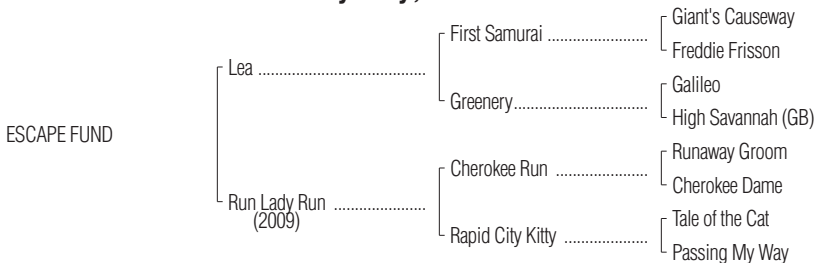 Giant's Causeway
First Samurai ........................
Freddie Frisson
Lea ........................................
Galileo
Greenery................................
High Savannah (GB)
ESCAPE FUND
Runaway Groom
Cherokee Run ......................
Cherokee Dame
Run Lady Run ......................
(2009)
Tale of the Cat
Rapid City Kitty ....................
Passing My Way